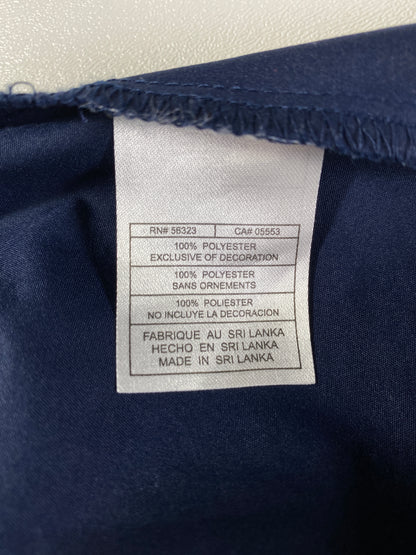 RN# 56323 CA# 05553
100% POLYESTER
EXCLUSIVE OF DECORATION
100% POLYESTER
SANS ORNEMENTS
100% POLIESTER
NO INCLUYE LA DECORACION
FABRIQUE AU SRI LANKA
HECHO EN SRI LANKA
MADE IN SRI LANKA